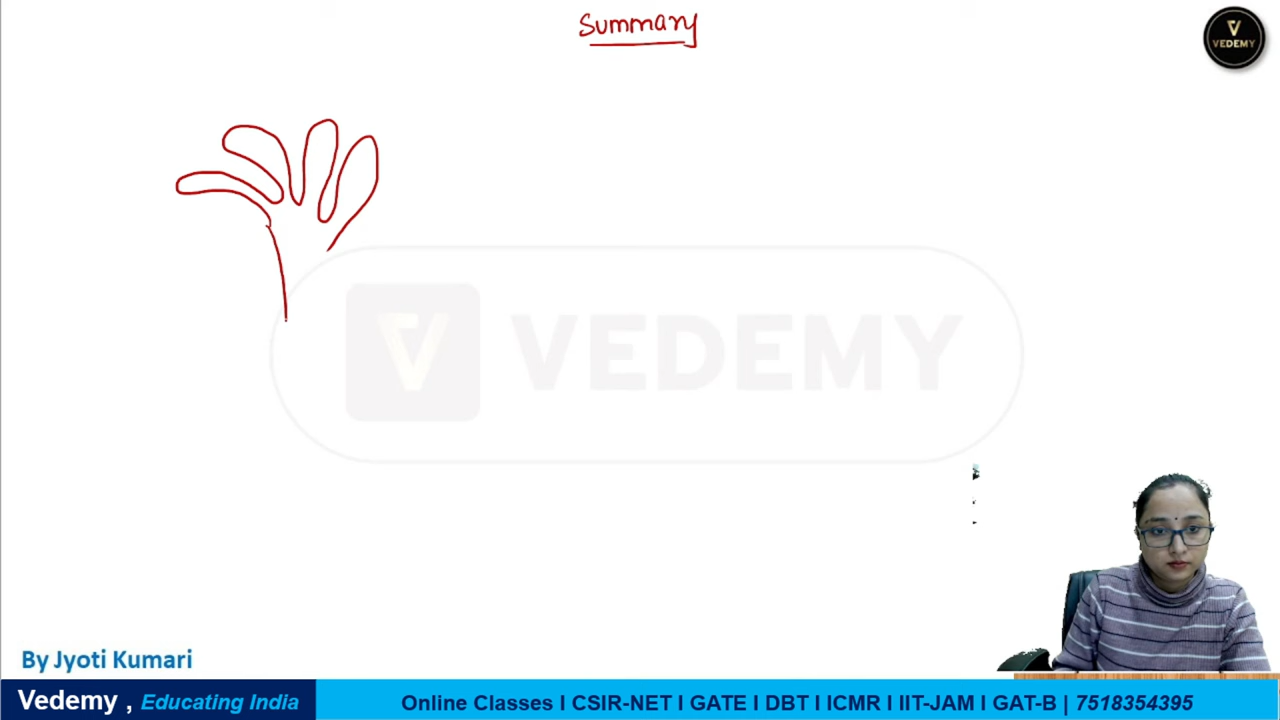 Summary
V
VEDEMY
V VEDEMY
By Jyoti Kumari
Vedemy , Educating India
Online Classes I CSIR-NET I GATE I DBT I ICMR I IIT-JAM I GAT-B | 7518354395